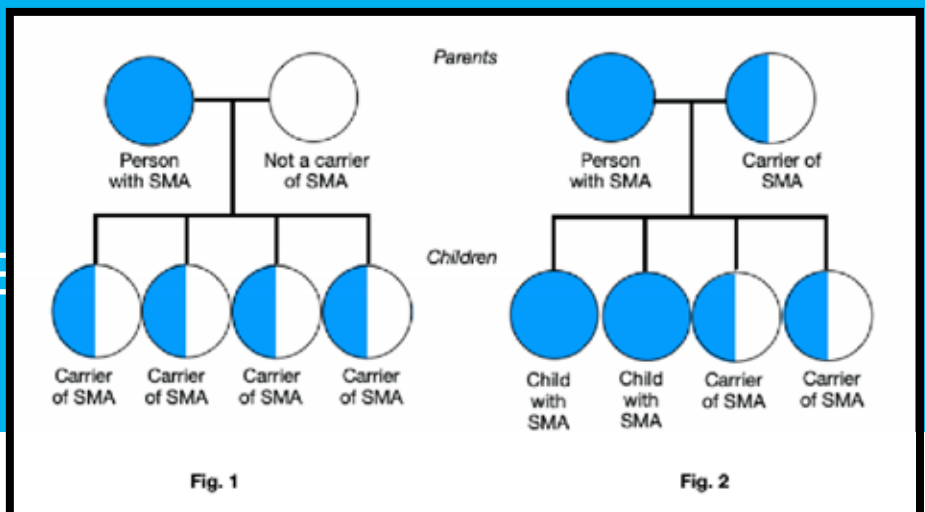 Parents
Person
with SMA
Not a carrier
of SMA
Person
with SMA
Carrier of
SMA
Children
Carrier
of SMA
Carrier
of SMA
Carrier
of SMA
Carrier
of SMA
Child
with
SMA
Child
with
SMA
Carrier
of SMA
Carrier
of SMA
Fig. 1
Fig. 2